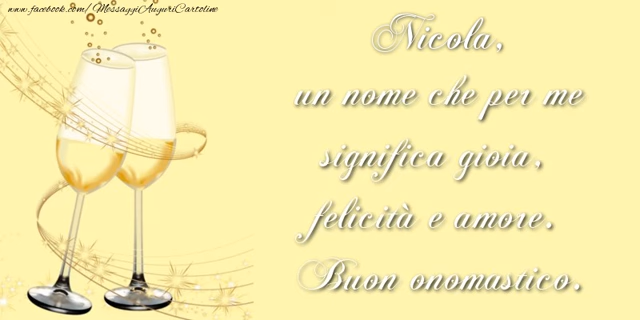 www.facebook.com/MessaggiAuguriCartoline
Nicola,
un nome che per me
significa gioia,
felicità e amore.
Buon onomastico.